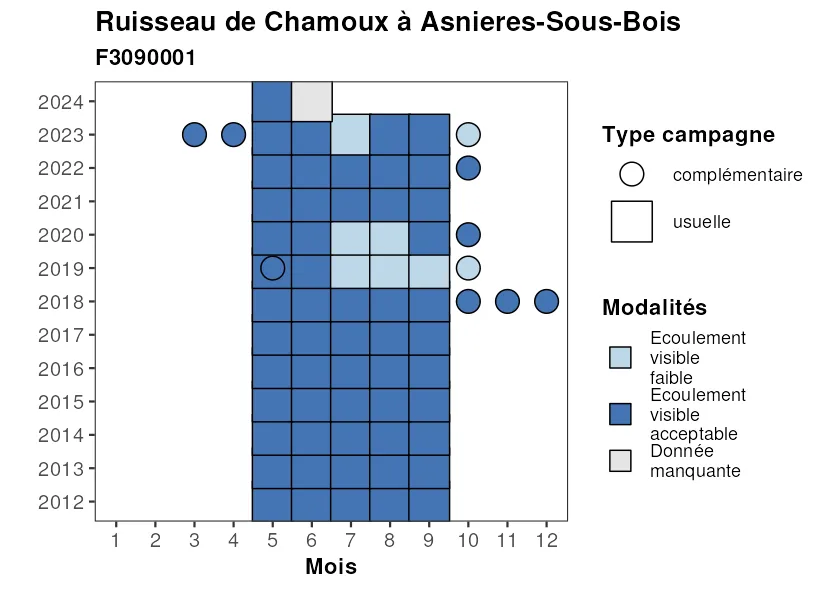 Ruisseau de Chamoux à Asnieres-Sous-Bois
F3090001
2024
2023
2022
2021
2020
2019
2018
2017
2016
2015
2014
2013
2012
1 2 3 4 5 6 7 8 9 10 11 12
Mois
Type campagne
complémentaire
usuelle
Modalités
Ecoulement
visible
faible
Ecoulement
visible
acceptable
Donnée
manquante